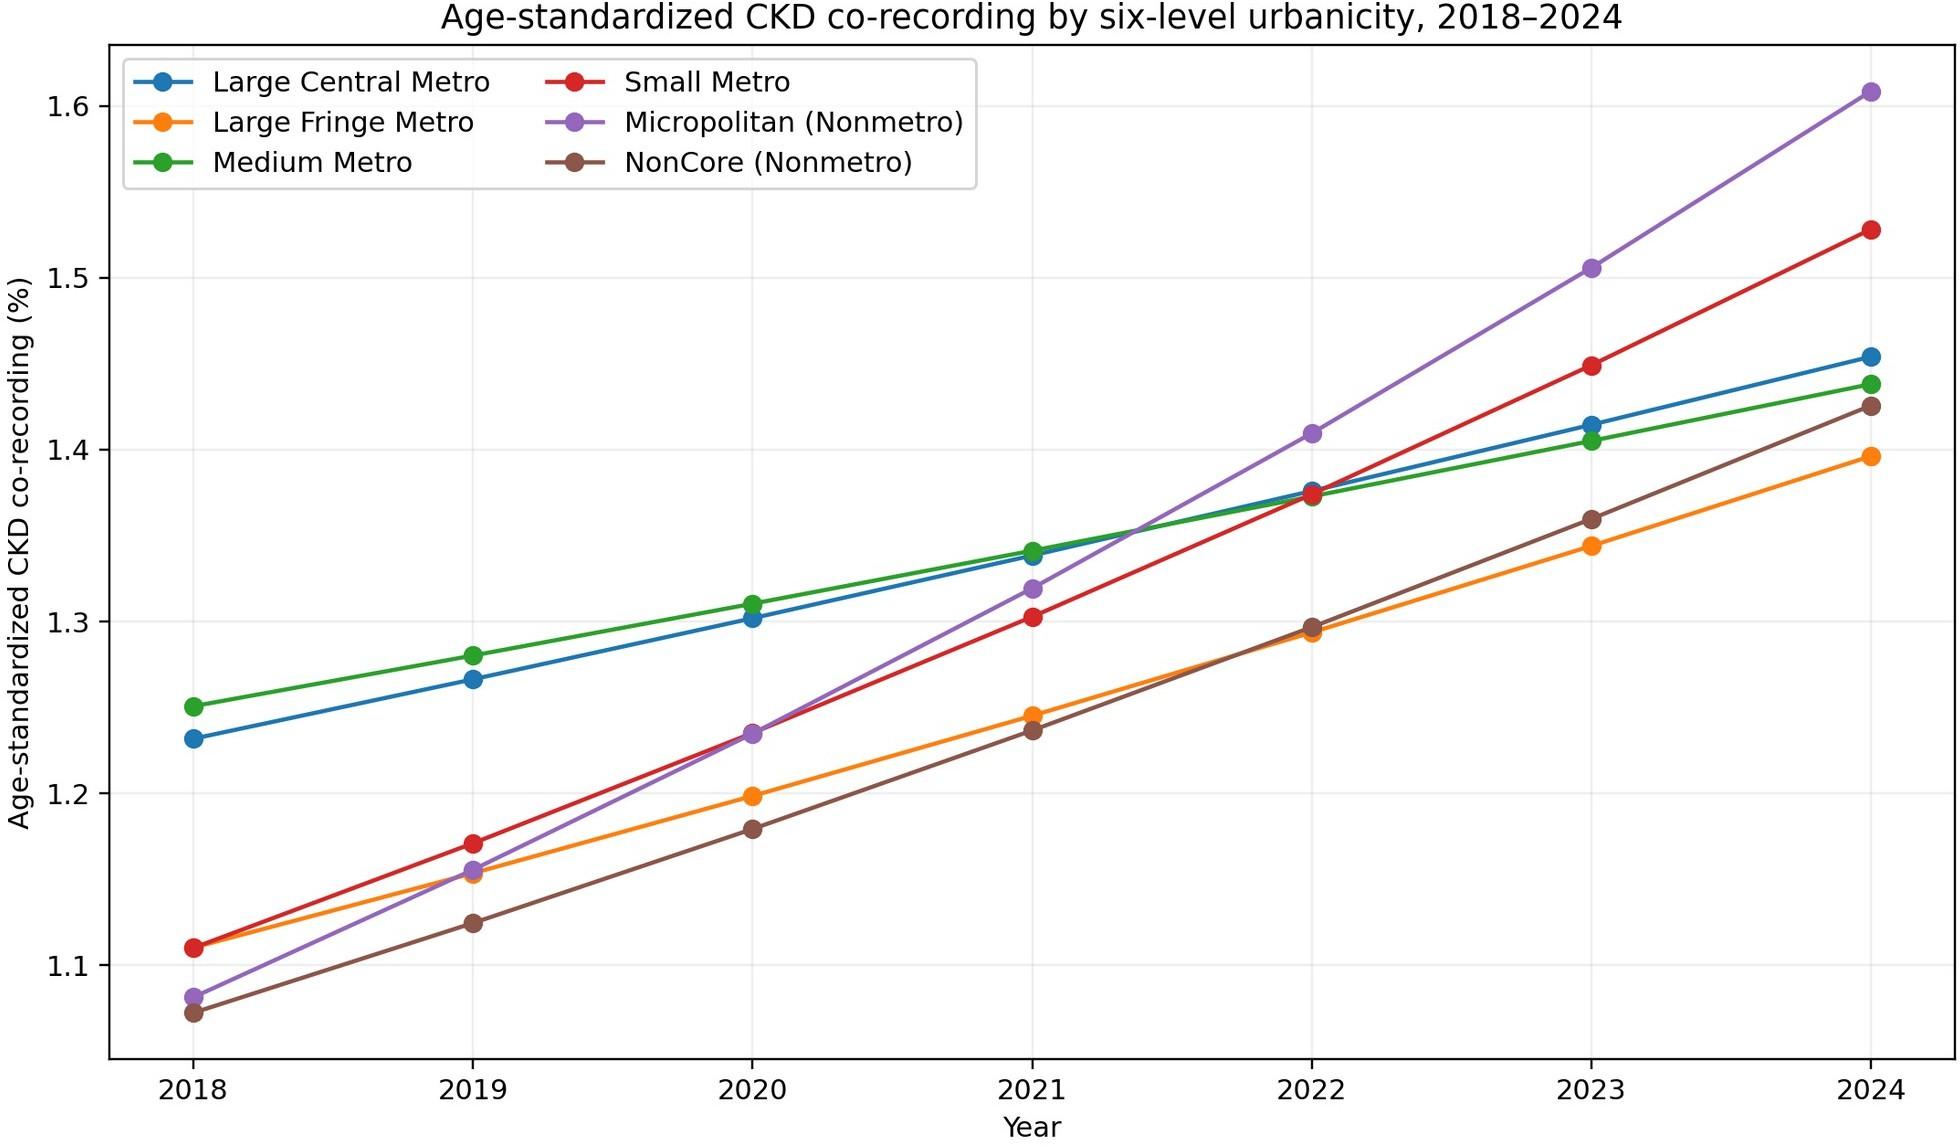 Age-standardized CKD co-recording by six-level urbanicity, 2018–2024
Large Central Metro
Large Fringe Metro
Medium Metro
Small Metro
Micropolitan (Nonmetro)
NonCore (Nonmetro)
Age-standardized CKD co-recording (%)
1.6
1.5
1.4
1.3
1.2
1.1
2018 2019 2020 2021 2022 2023 2024
Year